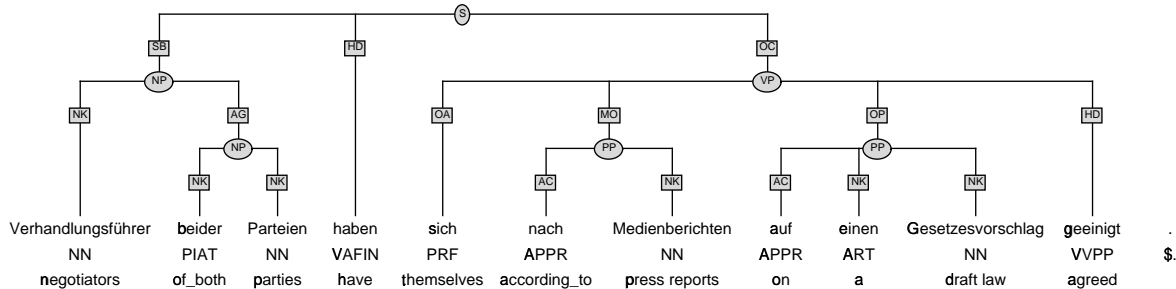 S
SB HD OC
NP VP
NK AG OA MO OP HD
NP PP PP
NK NK AC NK AC NK NK
Verhandlungsführer beider Parteien haben sich nach Medienberichten auf einen Gesetzesvorschlag geeinigt .
NN PIAT NN VAFIN PRF APPR NN APPR ART NN VVPP $.
negotiators of_both parties have themselves according_to press reports on a draft law agreed